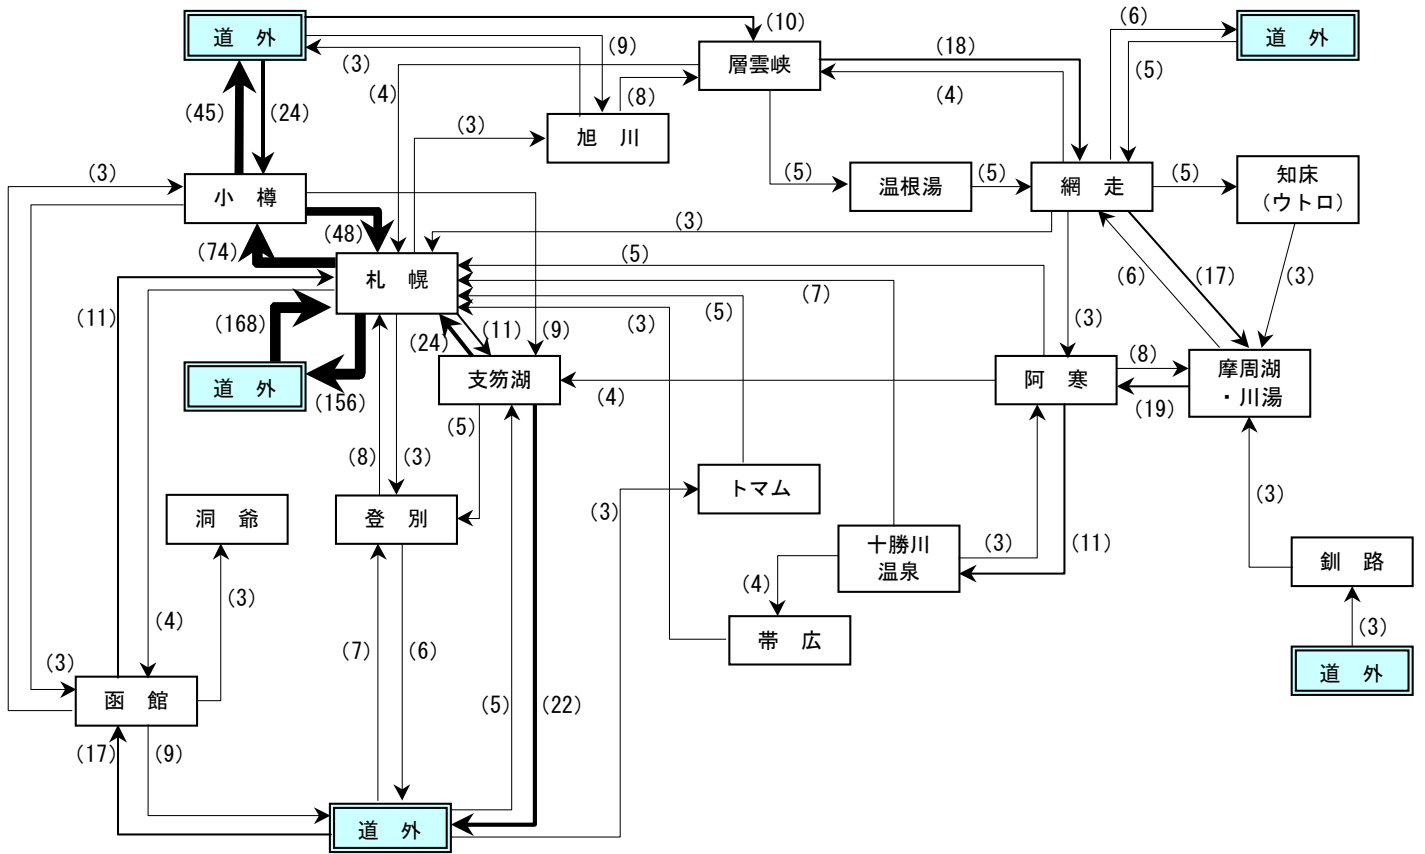 道　外
(10)
(6)
道　外
(9)
(3)
(18)
層雲峡
(5)
(4)
(4)
(8)
(45)
(24)
(3)
旭　川
(3)
(5)
温根湯
(5)
網　走
(5)
知床
(ウトロ)
小　樽
(3)
(48)
(74)
(5)
札　幌
(7)
(6)
(17)
(3)
(11)
(168)
(5)
(3)
(11)
(9)
(24)
(3)
(8)
摩周湖
・川湯
道　外
支笏湖
阿　寒
(156)
(4)
(19)
(5)
(8)
(3)
トマム
(3)
洞　爺
登　別
(3)
十勝川
温泉
(3)
(11)
釧　路
(4)
(3)
(4)
(3)
帯　広
(7)
(6)
(3)
道　外
函　館
(5)
(22)
(17)
(9)
道　外